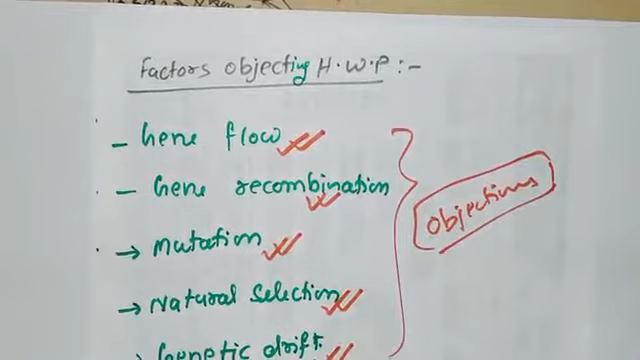 Factors objecting H.W.P :-
- Gene flow
- Gene recombination
→ Mutation
→ Natural Selection
→ Genetic drift.
Objections